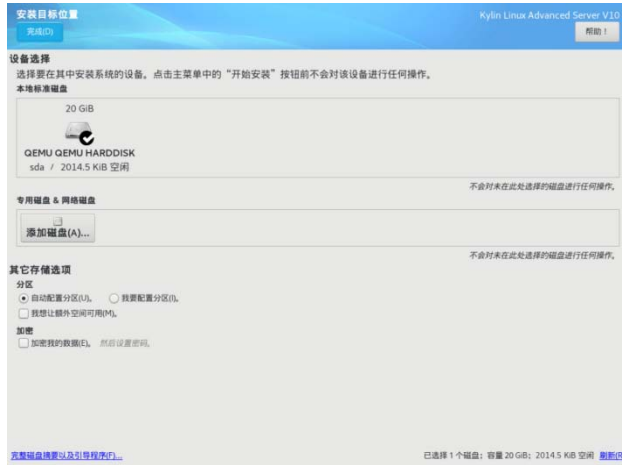 安装目标位置
Kylin Linux Advanced Server V10
完成(D)
帮助！
设备选择
选择要在其中安装系统的设备。点击主菜单中的“开始安装”按钮前不会对该设备进行任何操作。
本地标准磁盘
20 GiB
QEMU QEMU HARDDISK
sda / 2014.5 KiB 空闲
不会对未在此处选择的磁盘进行任何操作。
专用磁盘 & 网络磁盘
添加磁盘(A)...
不会对未在此处选择的磁盘进行任何操作。
其它存储选项
分区
自动配置分区(U)。 我要配置分区(I)。
我想让额外空间可用(M)。
加密
加密我的数据(E)。 然后设置密码。
完整磁盘摘要以及引导程序(F)...
已选择 1 个磁盘；容量 20 GiB；2014.5 KiB 空闲 刷新(R